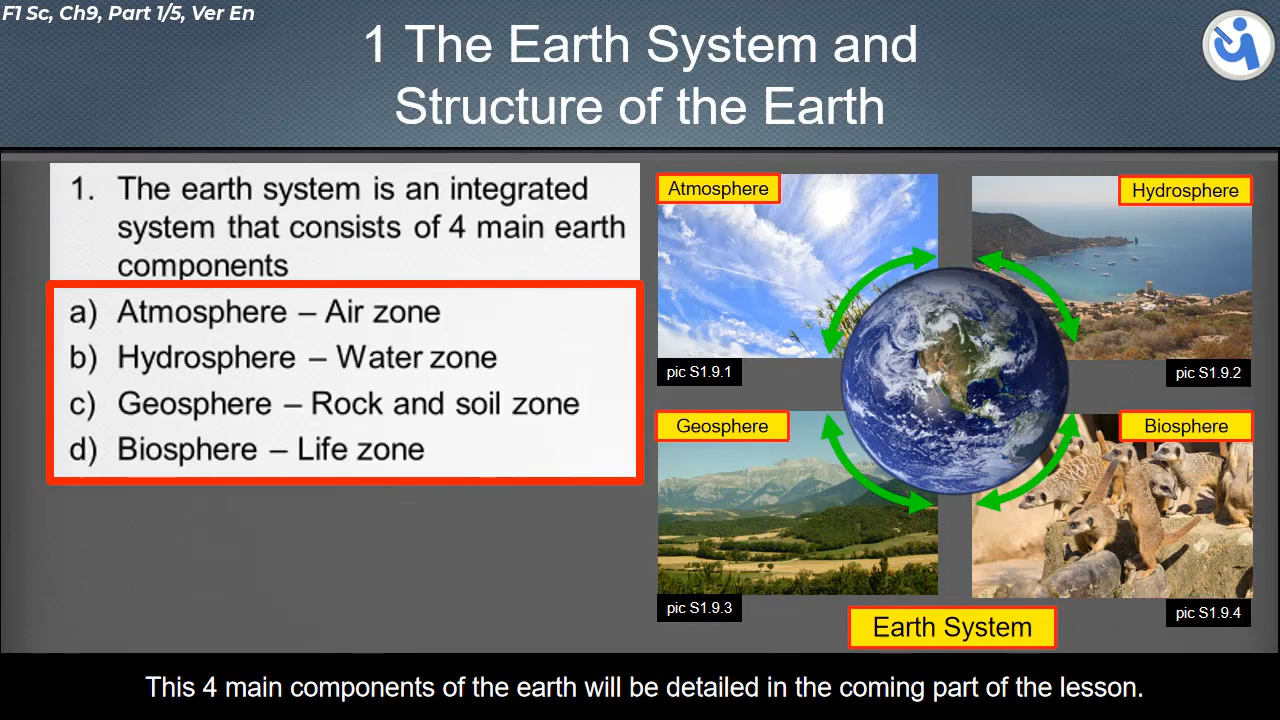 F1 Sc, Ch9, Part 1/5, Ver En
1 The Earth System and
Structure of the Earth
1. The earth system is an integrated
system that consists of 4 main earth
components
a) Atmosphere – Air zone
b) Hydrosphere – Water zone
c) Geosphere – Rock and soil zone
d) Biosphere – Life zone
Atmosphere
Hydrosphere
pic S1.9.1
pic S1.9.2
Geosphere
Biosphere
pic S1.9.3
pic S1.9.4
Earth System
This 4 main components of the earth will be detailed in the coming part of the lesson.